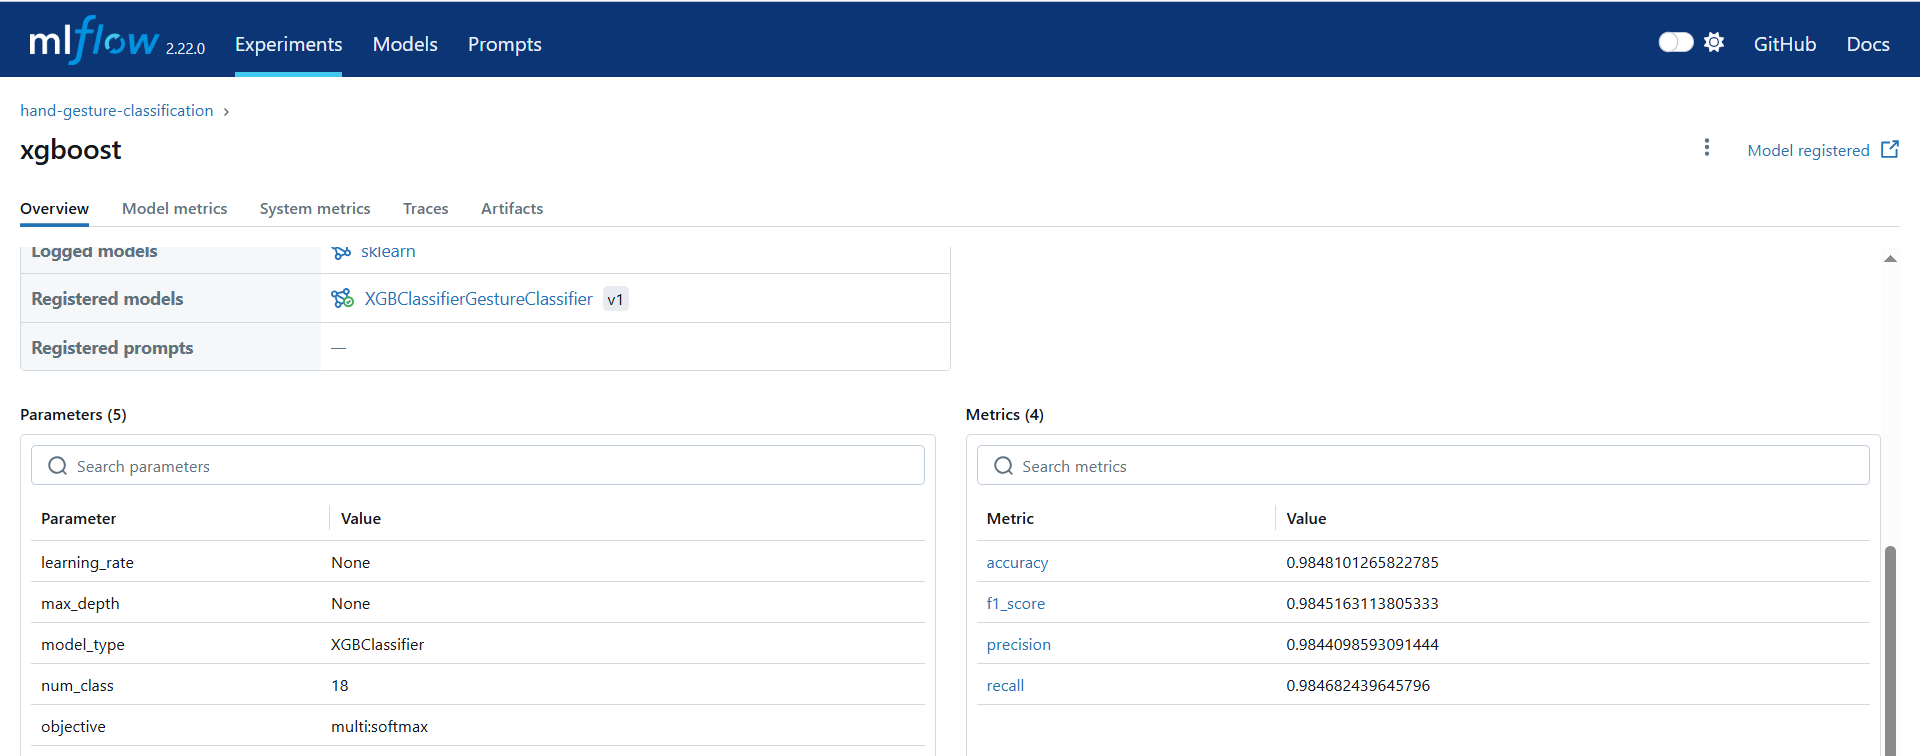 mlflow 2.22.0 Experiments Models Prompts GitHub Docs
hand-gesture-classification ›
xgboost Model registered
Overview Model metrics System metrics Traces Artifacts
Logged models sklearn
Registered models XGBClassifierGestureClassifier v1
Registered prompts —
Parameters (5)
Search parameters
Parameter Value
learning_rate None
max_depth None
model_type XGBClassifier
num_class 18
objective multi:softmax
Metrics (4)
Search metrics
Metric Value
accuracy 0.9848101265822785
f1_score 0.9845163113805333
precision 0.9844098593091444
recall 0.984682439645796